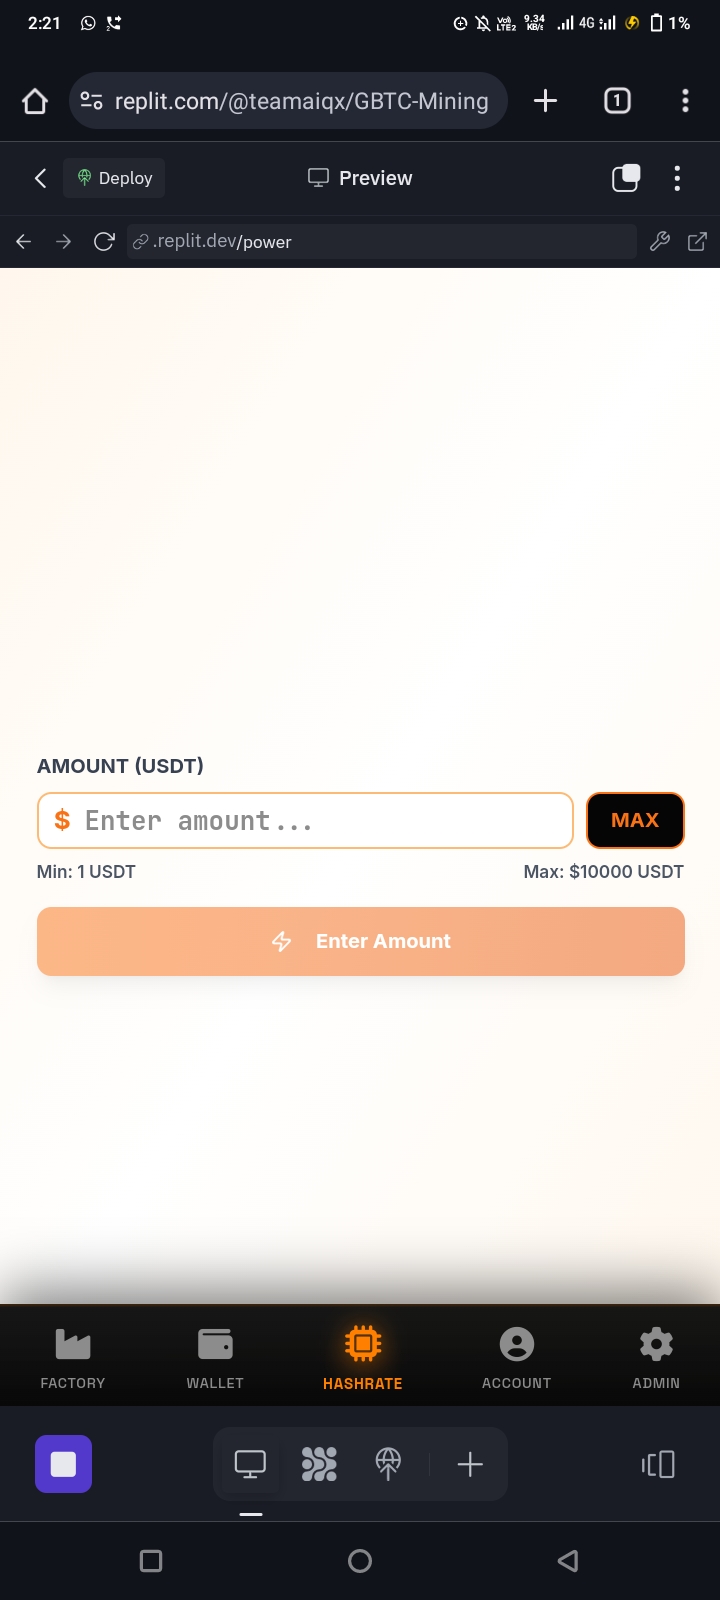 2:21
2
Vo))
LTE2
9.34
KB/s
4G
1%
replit.com/@teamaiqx/GBTC-Mining
1
Deploy
Preview
.replit.dev/power
AMOUNT (USDT)
$ Enter amount...
MAX
Min: 1 USDT
Max: $10000 USDT
Enter Amount
FACTORY
WALLET
HASHRATE
ACCOUNT
ADMIN